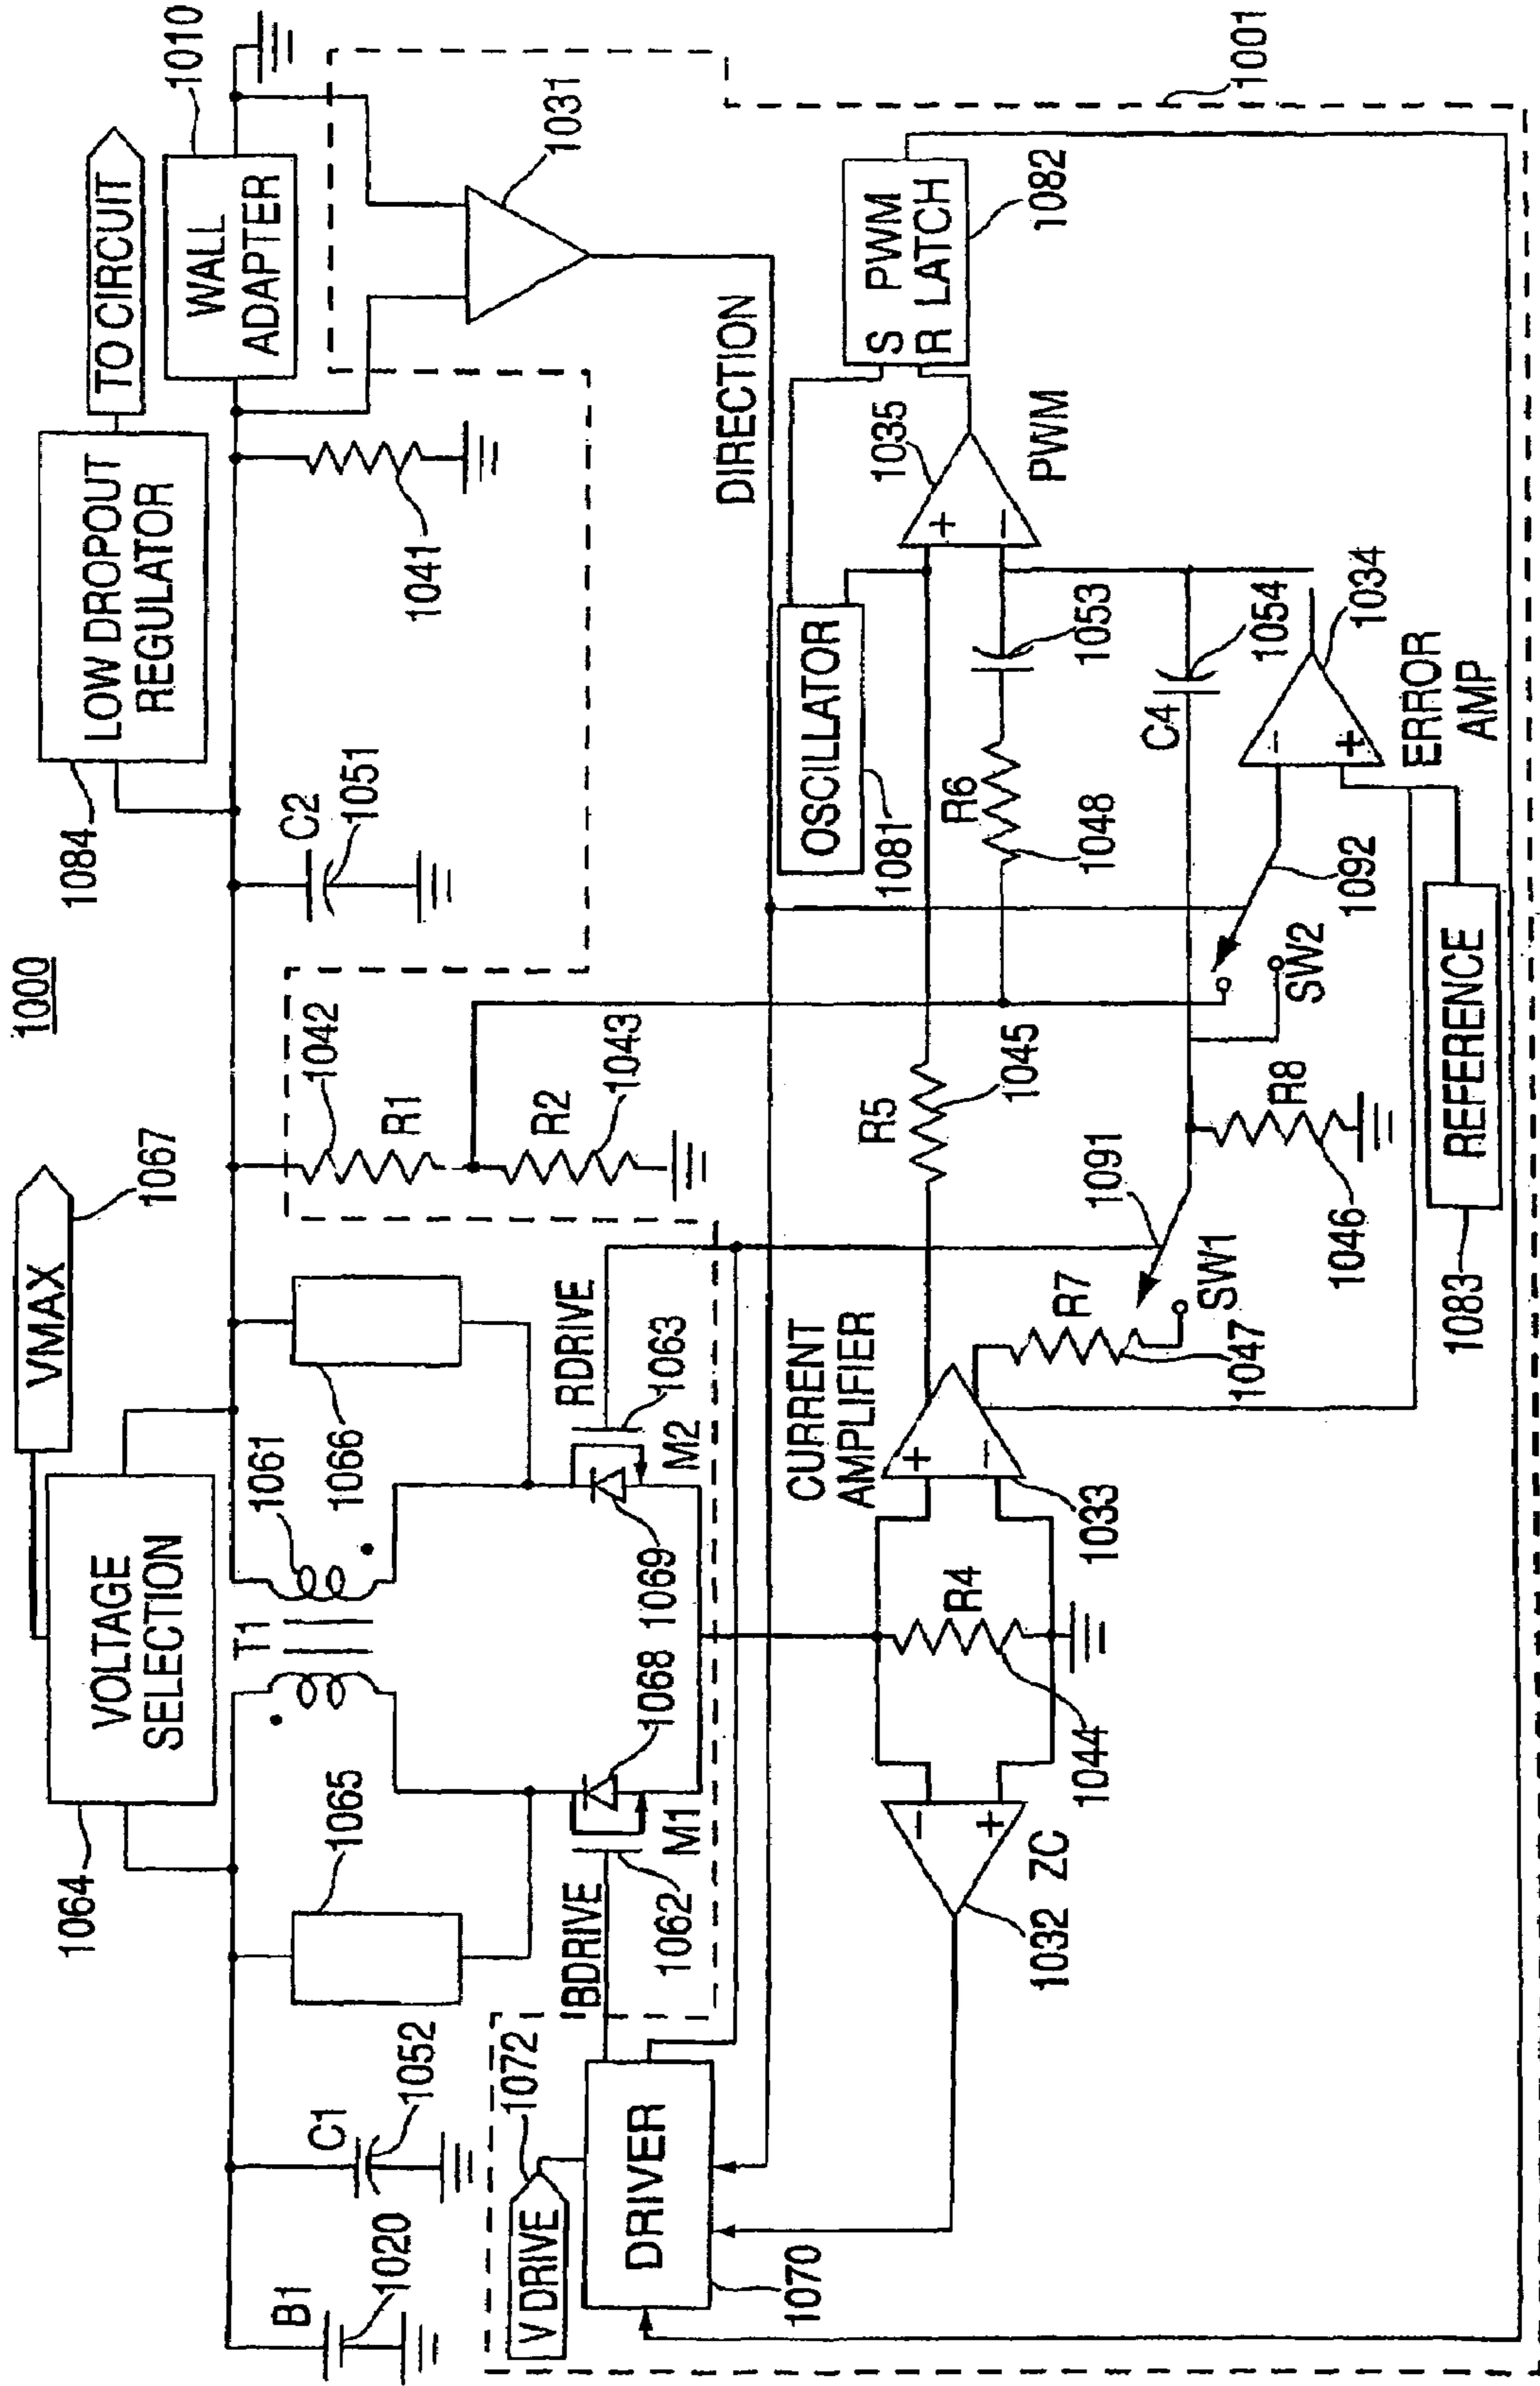 1000
VMAX
1067
VOLTAGE
SELECTION
1064
LOW DROPOUT
REGULATOR
1084
TO CIRCUIT
WALL
ADAPTER
1010
B1
1020
C1
1052
1065
T1
1061
1066
1042
R1
R2
1043
C2
1051
1041
1031
V DRIVE
1072
BDRIVE
1062
M1
1068
1069
M2
1063
RDRIVE
DRIVER
1070
DIRECTION
1032 ZC
R4
1044
CURRENT
AMPLIFIER
+
−
−
+
1033
R5
1045
R7
1047
SW1
1091
R8
1046
OSCILLATOR
1081
R6
1048
1053
C4
1054
SW2
1092
−
+
ERROR
AMP
1034
REFERENCE
1083
+
−
1035
PWM
S PWM
R LATCH
1082
1001